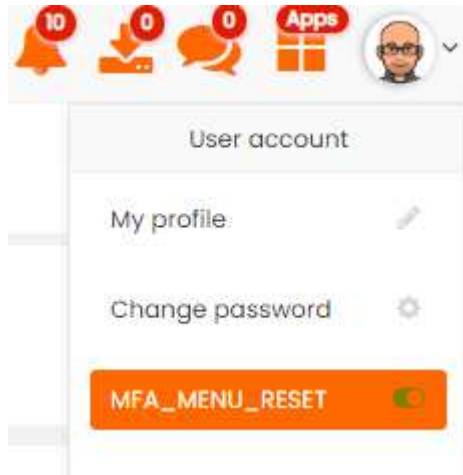 10 0 0 Apps
User account
My profile
Change password
MFA_MENU_RESET